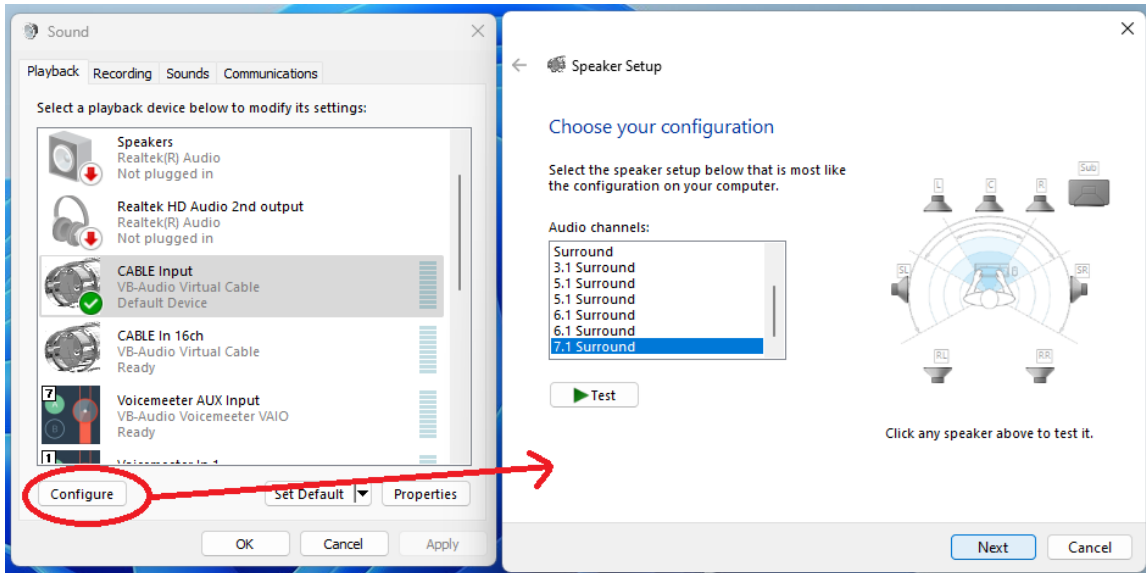 Sound
Playback Recording Sounds Communications
Select a playback device below to modify its settings:
Speakers
Realtek(R) Audio
Not plugged in
Realtek HD Audio 2nd output
Realtek(R) Audio
Not plugged in
CABLE Input
VB-Audio Virtual Cable
Default Device
CABLE In 16ch
VB-Audio Virtual Cable
Ready
7
A
B
Voicemeeter AUX Input
VB-Audio Voicemeeter VAIO
Ready
1
Configure
Set Default
Properties
OK
Cancel
Apply
Speaker Setup
Choose your configuration
Select the speaker setup below that is most like
the configuration on your computer.
Audio channels:
Surround
3.1 Surround
5.1 Surround
5.1 Surround
6.1 Surround
6.1 Surround
7.1 Surround
Test
L
C
R
Sub
SL
SR
RL
RR
Click any speaker above to test it.
Next
Cancel